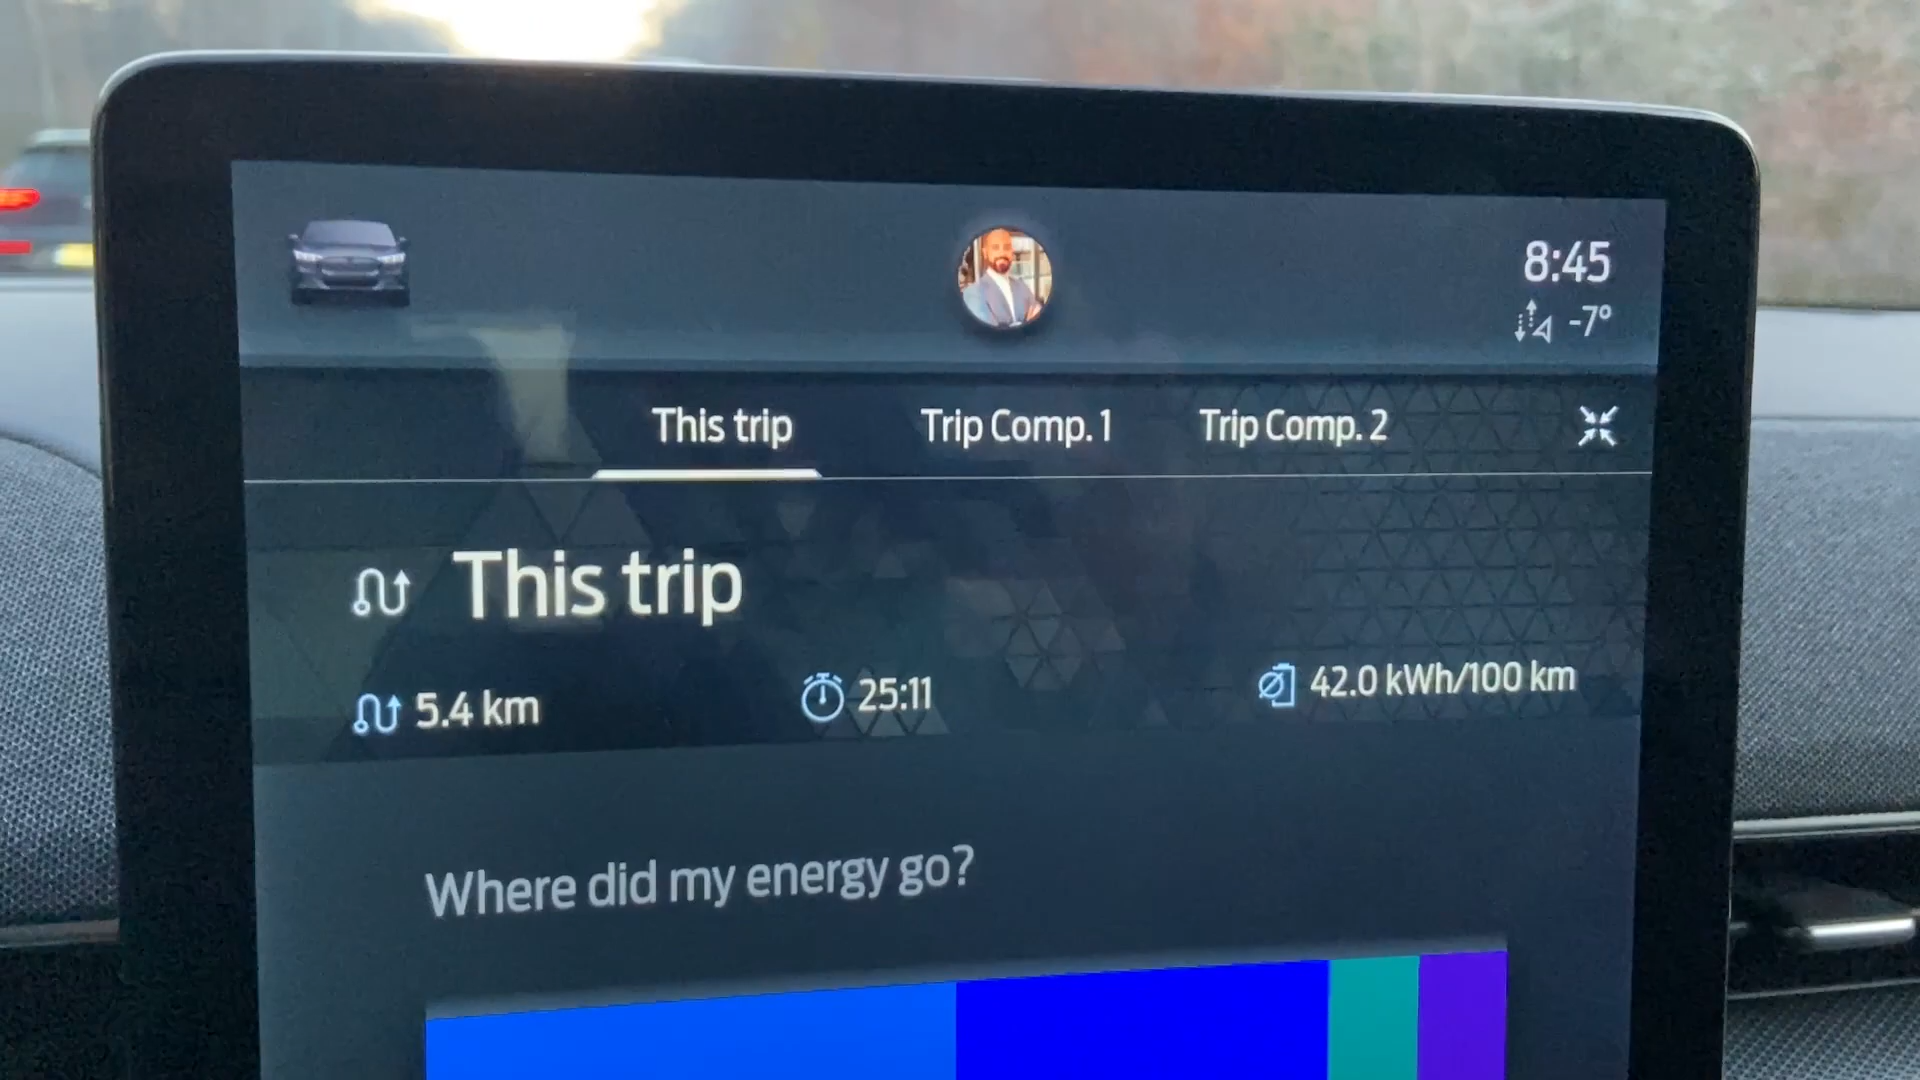 8:45
-7°
This trip
Trip Comp. 1
Trip Comp. 2
This trip
5.4 km
25:11
42.0 kWh/100 km
Where did my energy go?